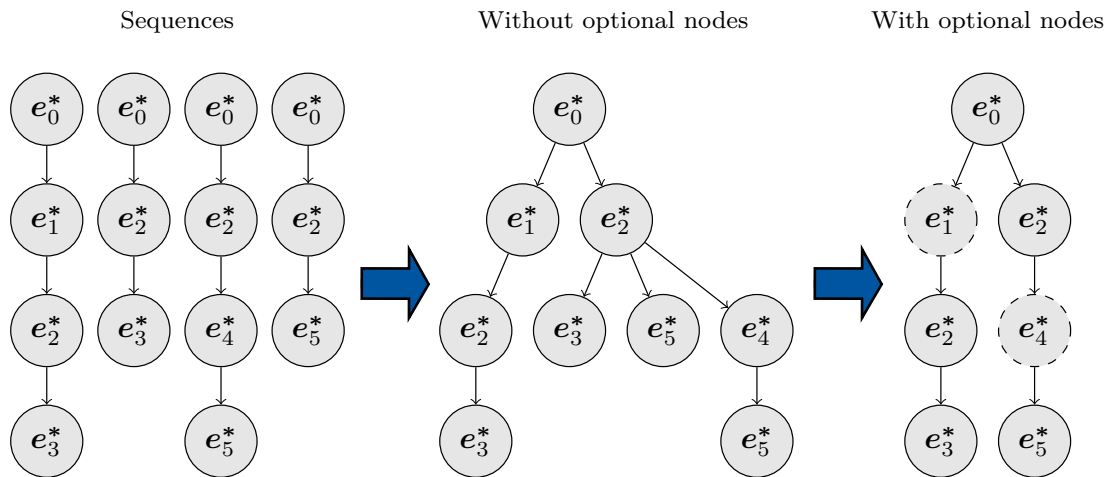 Sequences Without optional nodes With optional nodes
e*0 e*0 e*0 e*0 e*0 e*0
e*1 e*2 e*2 e*2 e*1 e*2 e*1 e*2
e*2 e*3 e*4 e*5 e*2 e*3 e*5 e*4 e*2 e*4
e*3 e*5 e*3 e*5 e*3 e*5